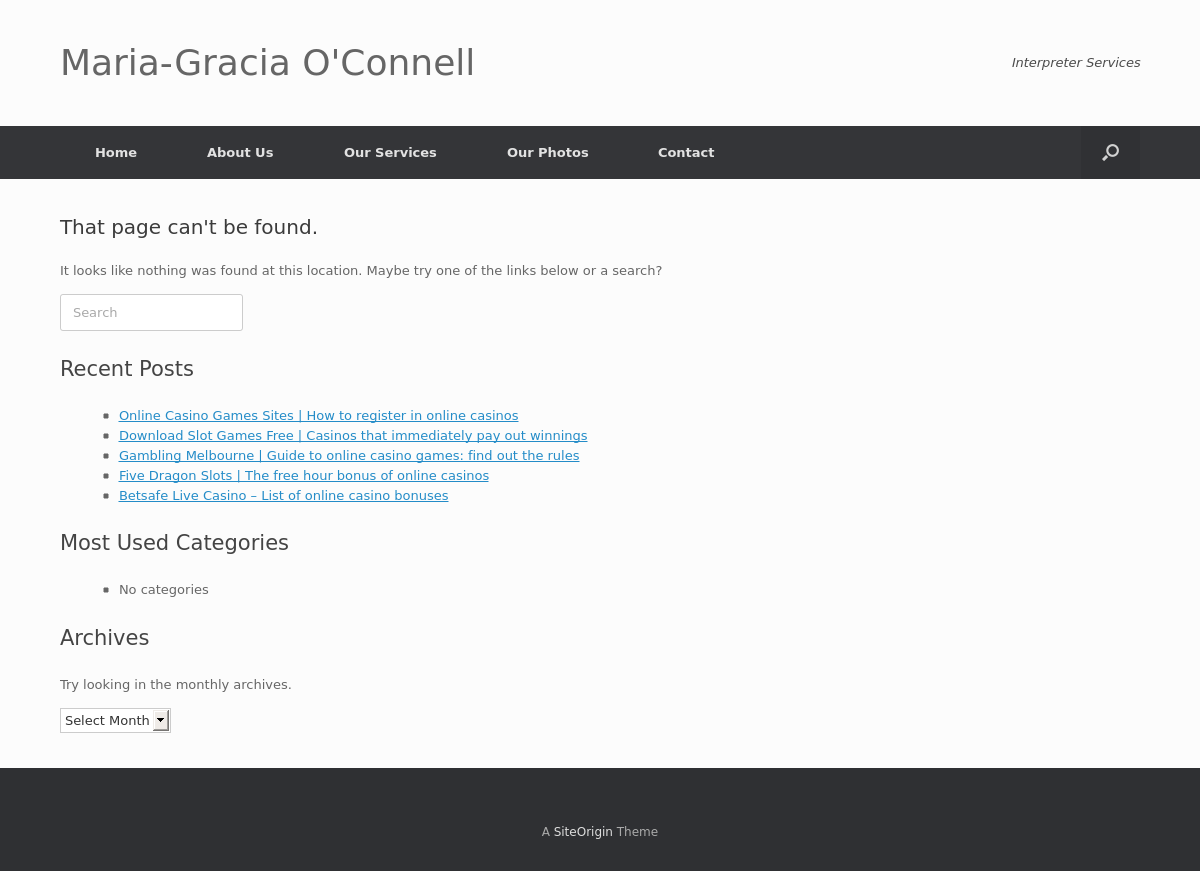 Maria-Gracia O'Connell
Interpreter Services
Home
About Us
Our Services
Our Photos
Contact
That page can't be found.
It looks like nothing was found at this location. Maybe try one of the links below or a search?
Search
Recent Posts
Online Casino Games Sites | How to register in online casinos
Download Slot Games Free | Casinos that immediately pay out winnings
Gambling Melbourne | Guide to online casino games: find out the rules
Five Dragon Slots | The free hour bonus of online casinos
Betsafe Live Casino – List of online casino bonuses
Most Used Categories
No categories
Archives
Try looking in the monthly archives.
Select Month
A SiteOrigin Theme